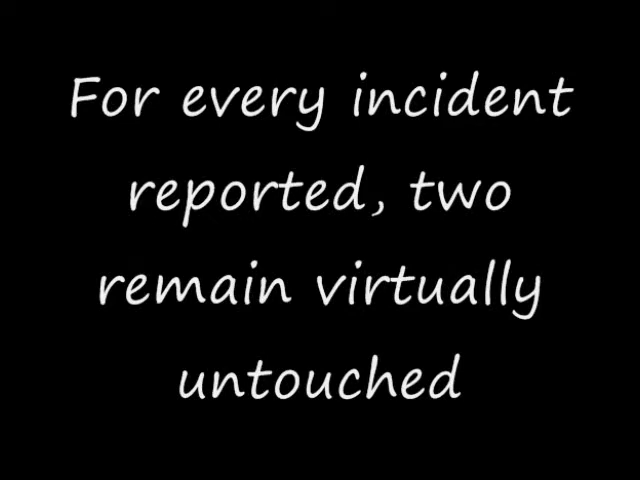 For every incident
reported, two
remain virtually
untouched